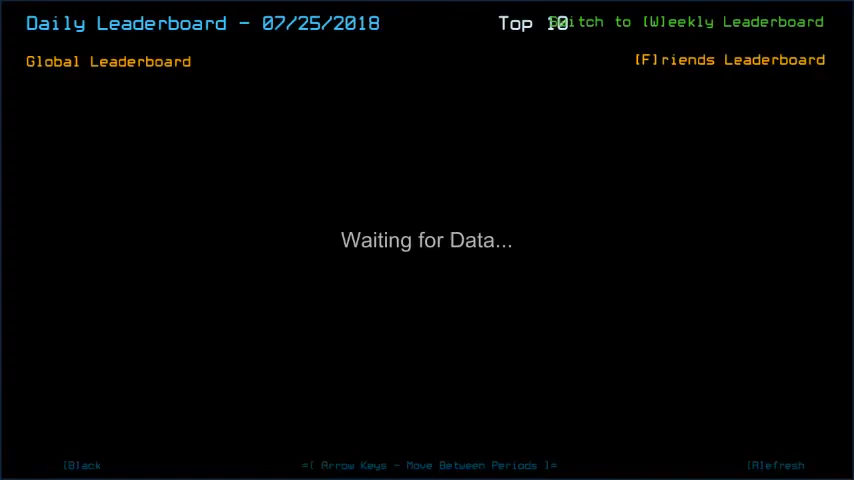 Daily Leaderboard - 07/25/2018
Top 10
Switch to [W]eekly Leaderboard
Global Leaderboard
[F]riends Leaderboard
Waiting for Data...
[B]ack
=[ Arrow Keys - Move Between Periods ]=
[R]efresh